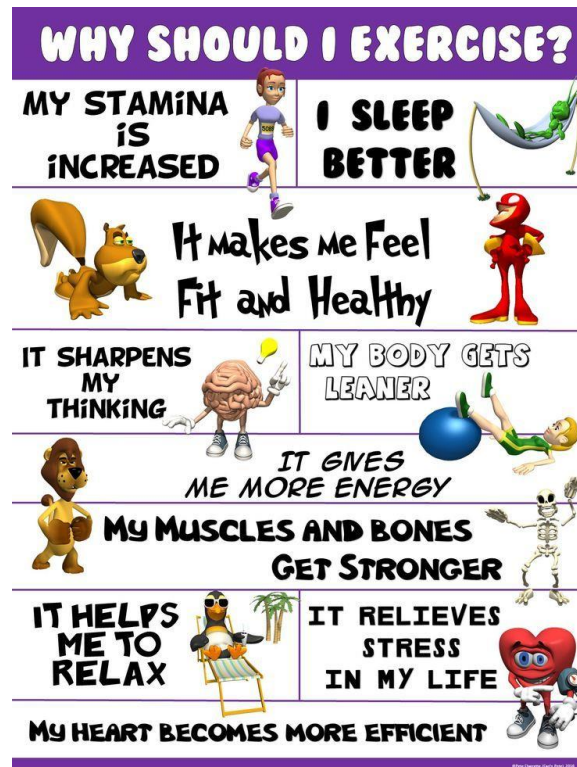 WHY SHOULD I EXERCISE?
MY STAMINA
IS
INCREASED
I SLEEP
BETTER
It Makes Me Feel
Fit and Healthy
IT SHARPENS
MY
THINKING
MY BODY GETS
LEANER
IT GIVES
ME MORE ENERGY
MY MUSCLES AND BONES
GET STRONGER
IT HELPS
ME TO
RELAX
IT RELIEVES
STRESS
IN MY LIFE
MY HEART BECOMES MORE EFFICIENT